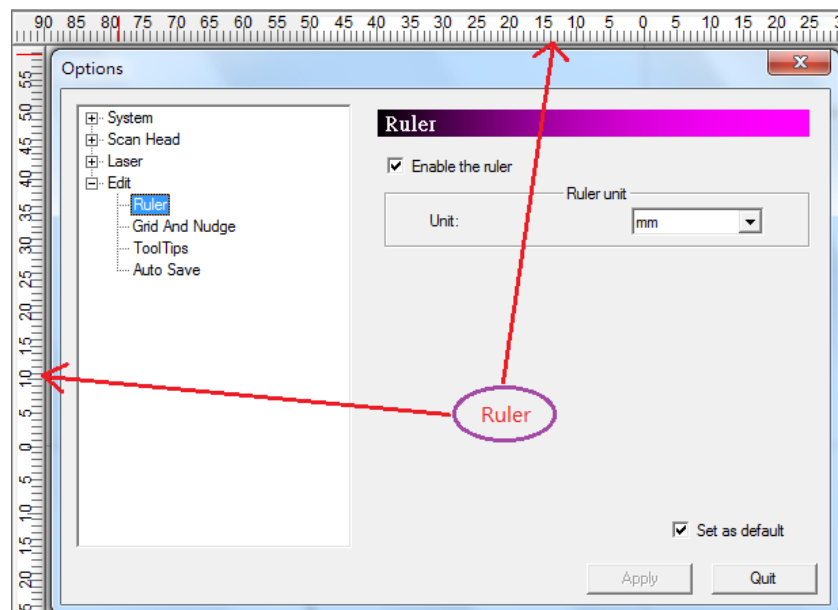 90 85 80 75 70 65 60 55 50 45 40 35 30 25 20 15 10 5 0 5 10 15 20 25
55
50
45
40
35
30
25
20
15
10
5
0
5
10
15
20
Options
System
Scan Head
Laser
Edit
Ruler
Grid And Nudge
ToolTips
Auto Save
Ruler
Enable the ruler
Ruler unit
Unit:
mm
Ruler
Set as default
Apply
Quit